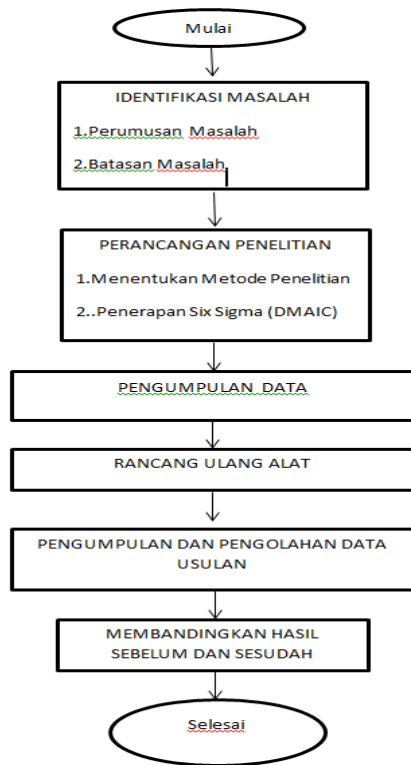 Mulai
IDENTIFIKASI MASALAH
1.Perumusan Masalah
2.Batasan Masalah
PERANCANGAN PENELITIAN
1.Menentukan Metode Penelitian
2..Penerapan Six Sigma (DMAIC)
PENGUMPULAN DATA
RANCANG ULANG ALAT
PENGUMPULAN DAN PENGOLAHAN DATA
USULAN
MEMBANDINGKAN HASIL
SEBELUM DAN SESUDAH
Selesai